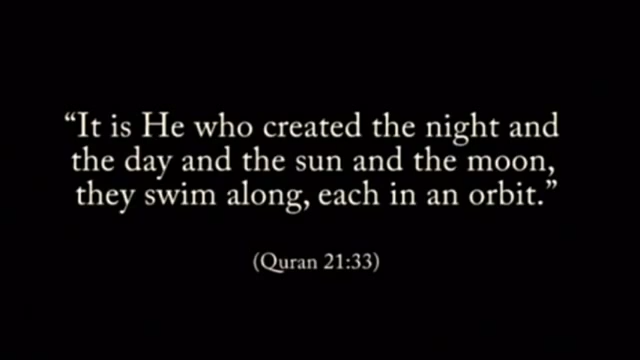 “It is He who created the night and
the day and the sun and the moon,
they swim along, each in an orbit.”
(Quran 21:33)